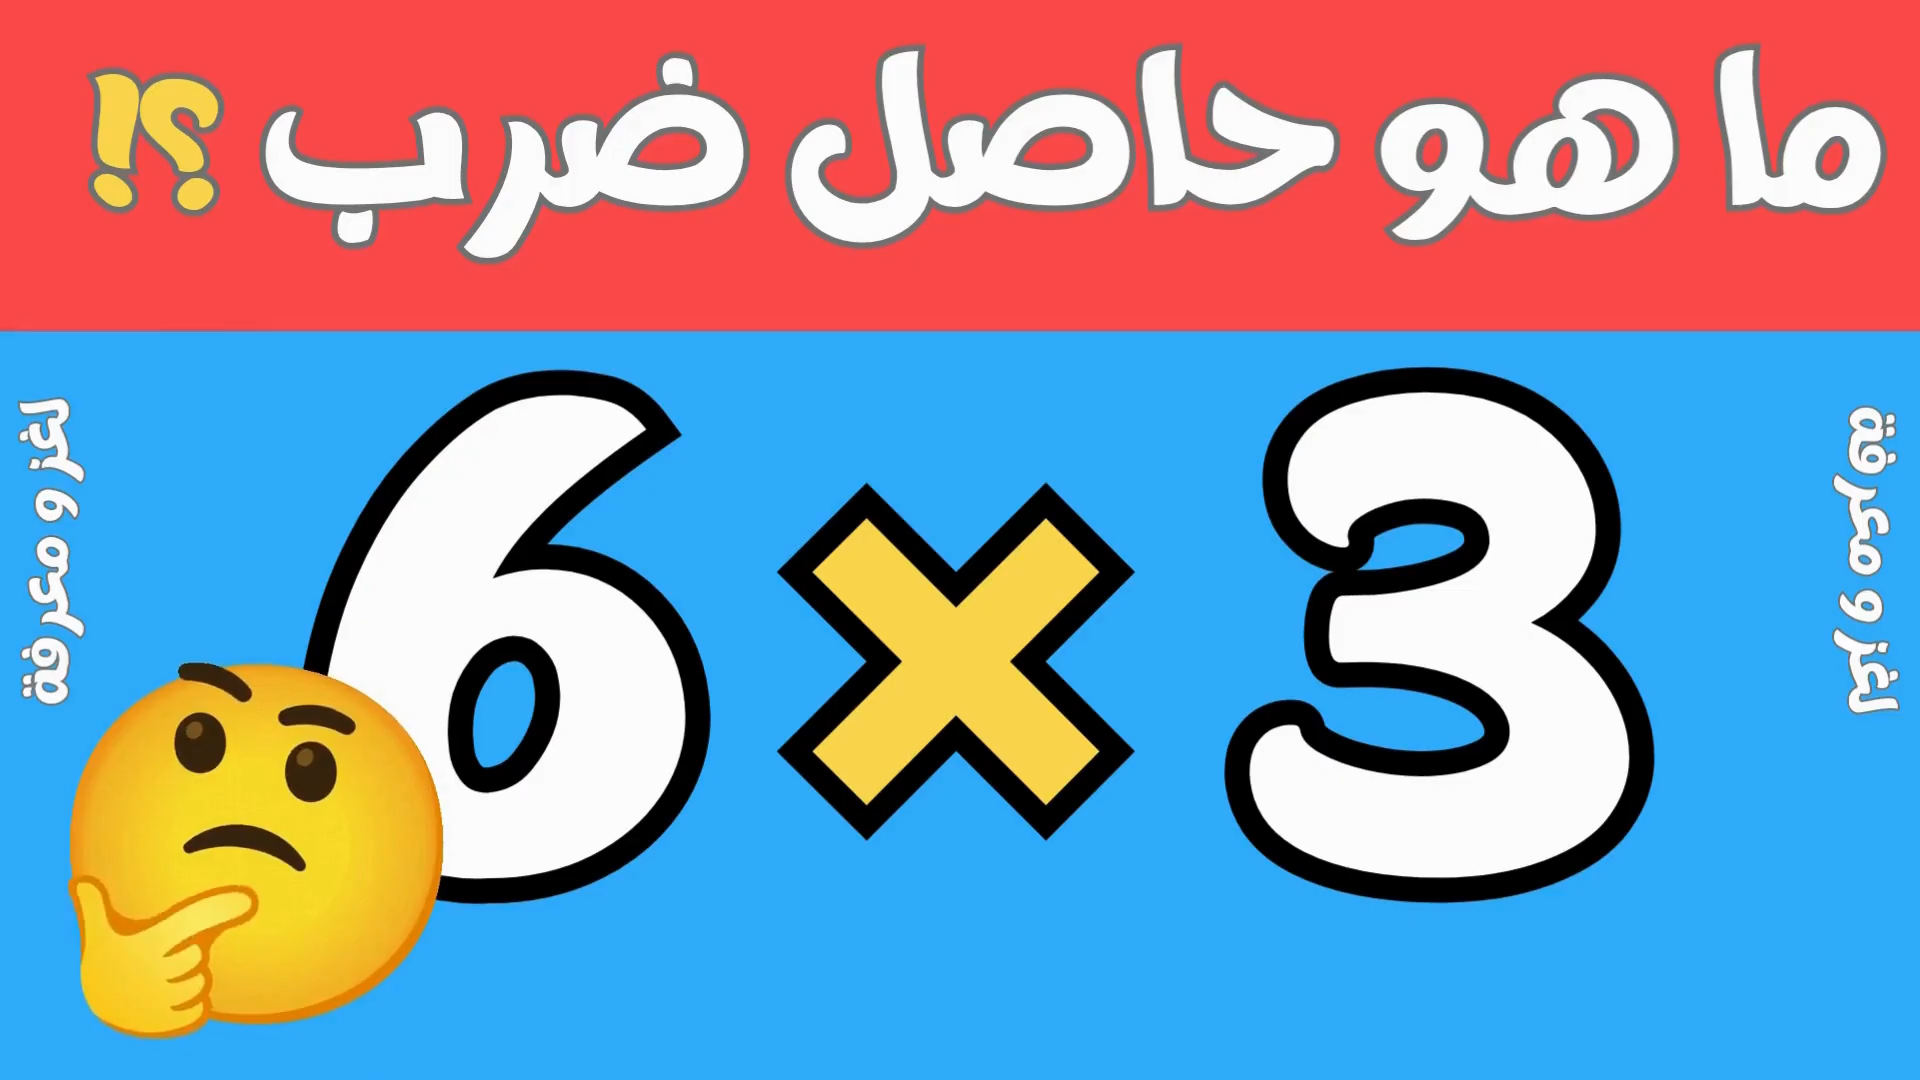 ما هو حاصل ضرب ؟!
6 × 3
لغز و معرفة
لغز و معرفة